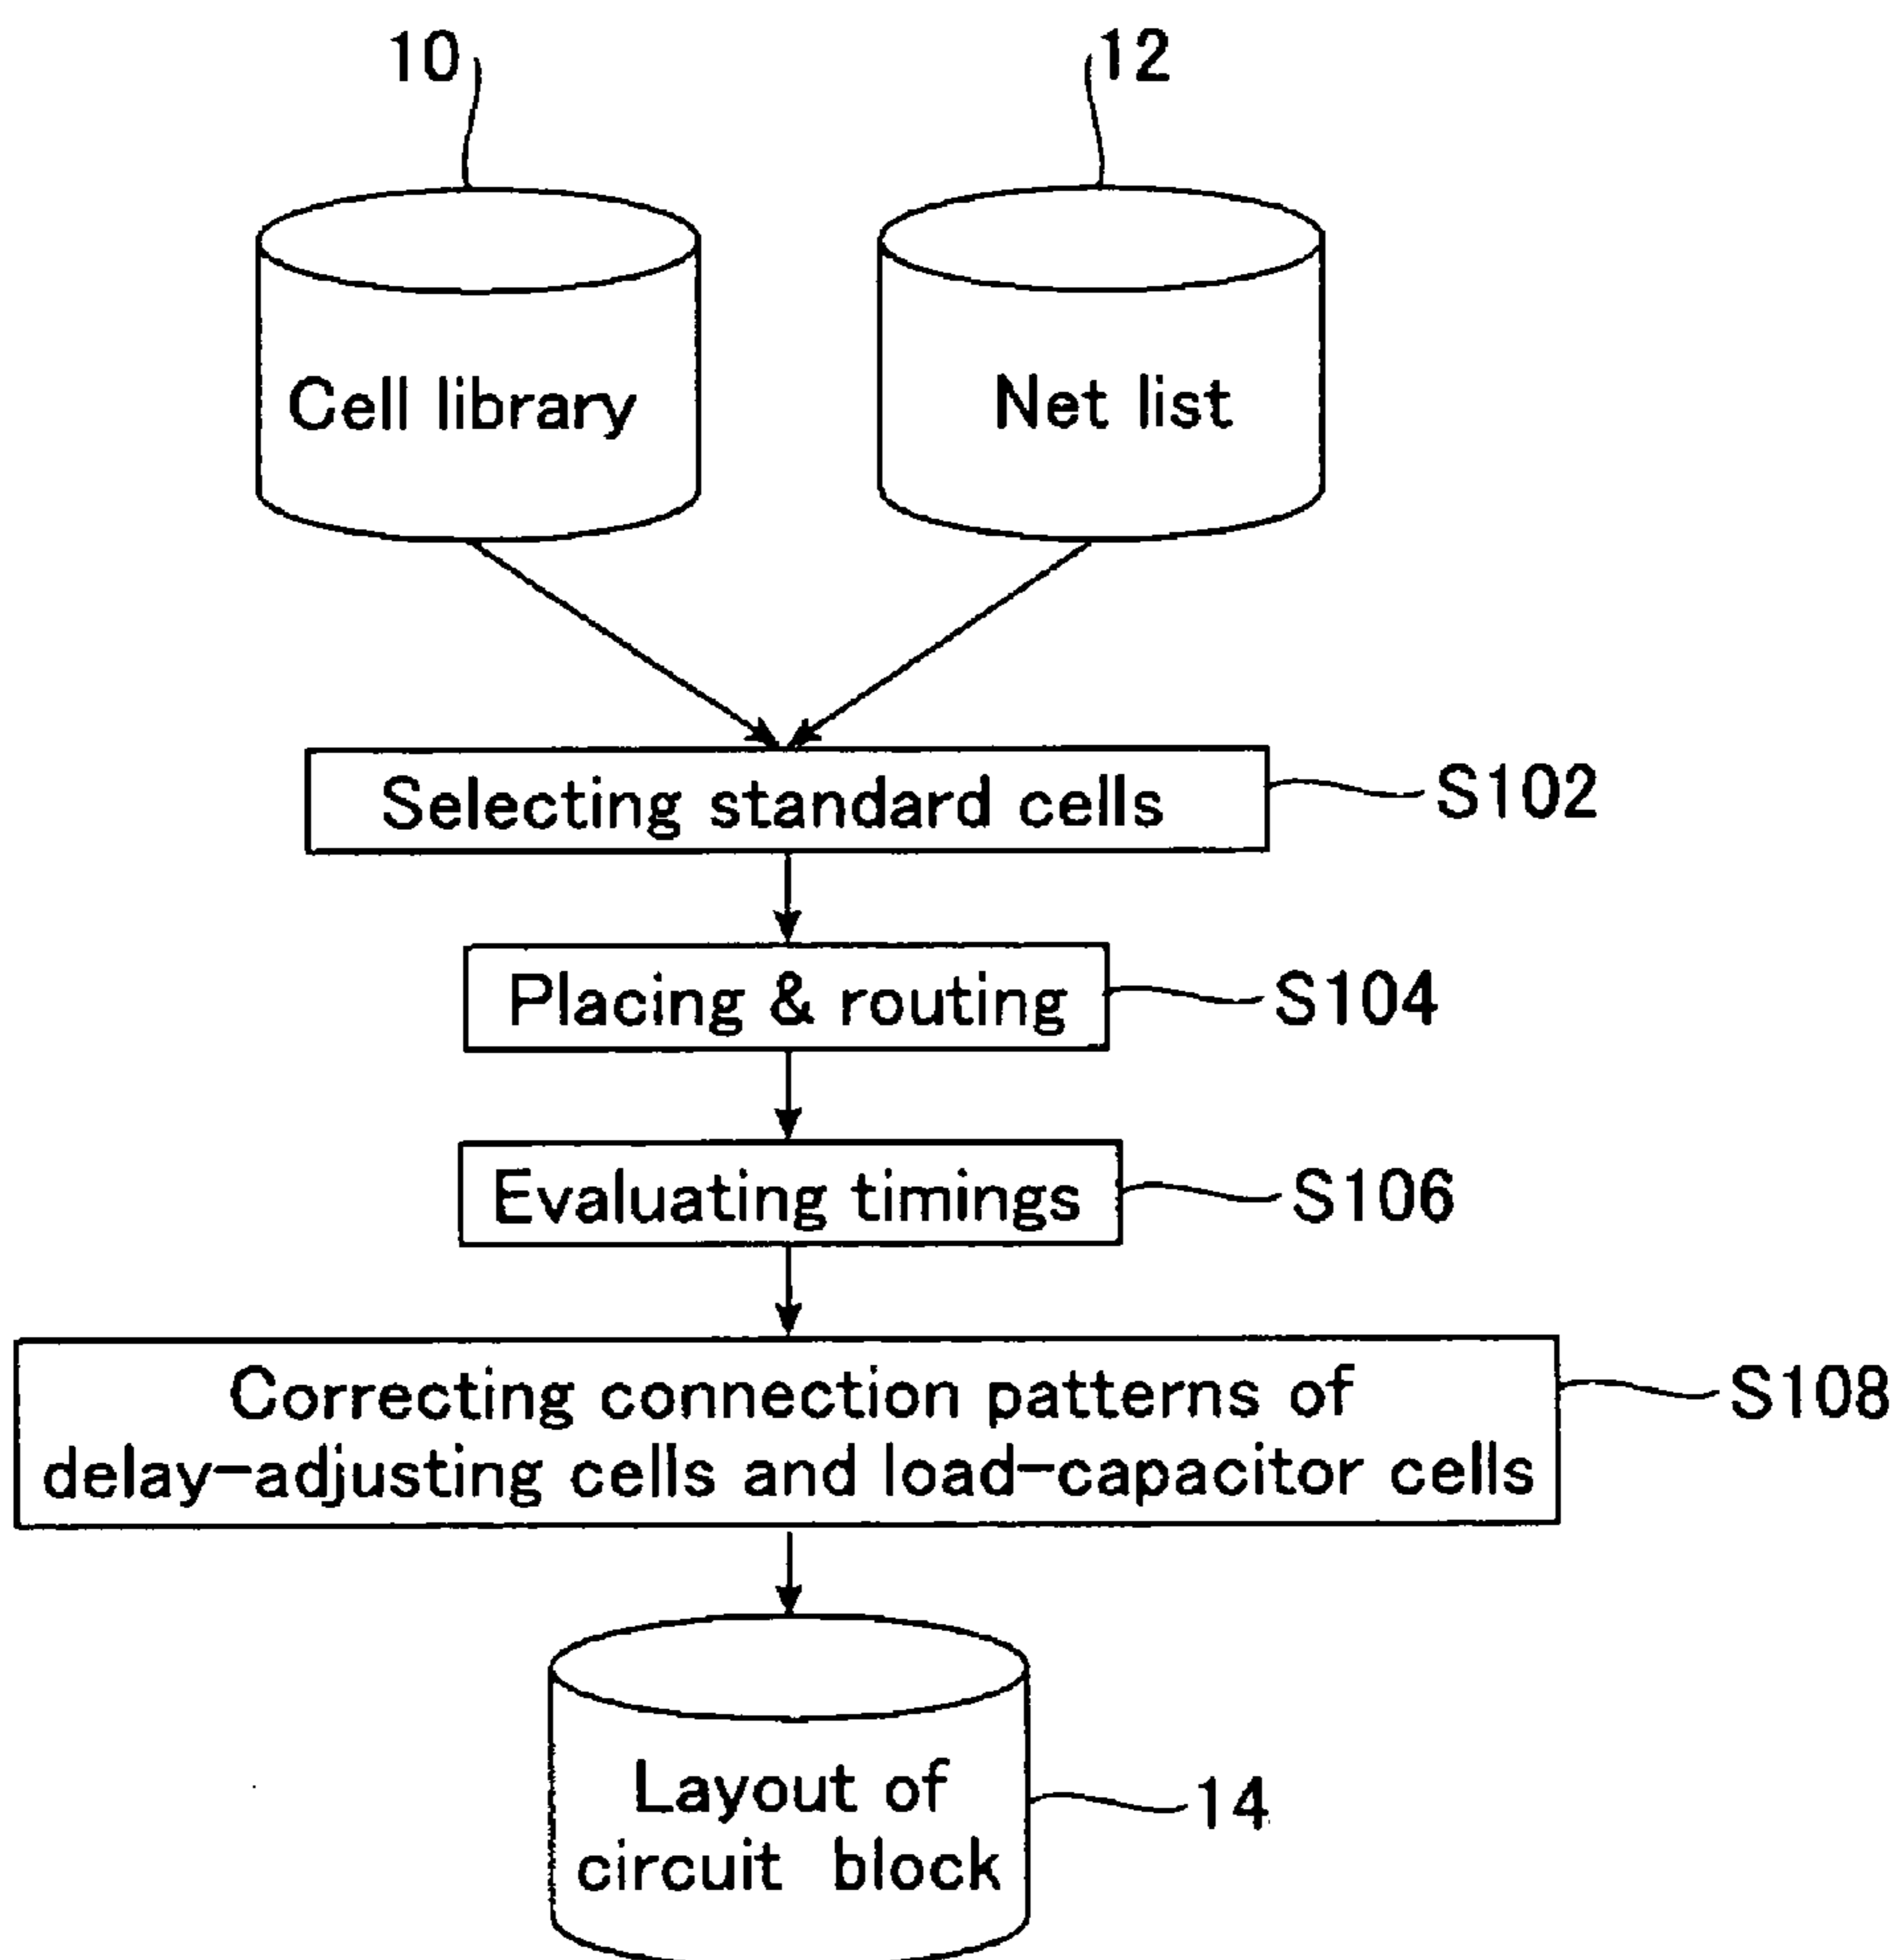 10
12
Cell library
Net list
Selecting standard cells
S102
Placing & routing
S104
Evaluating timings
S106
Correcting connection patterns of
delay-adjusting cells and load-capacitor cells
S108
Layout of
circuit block
14